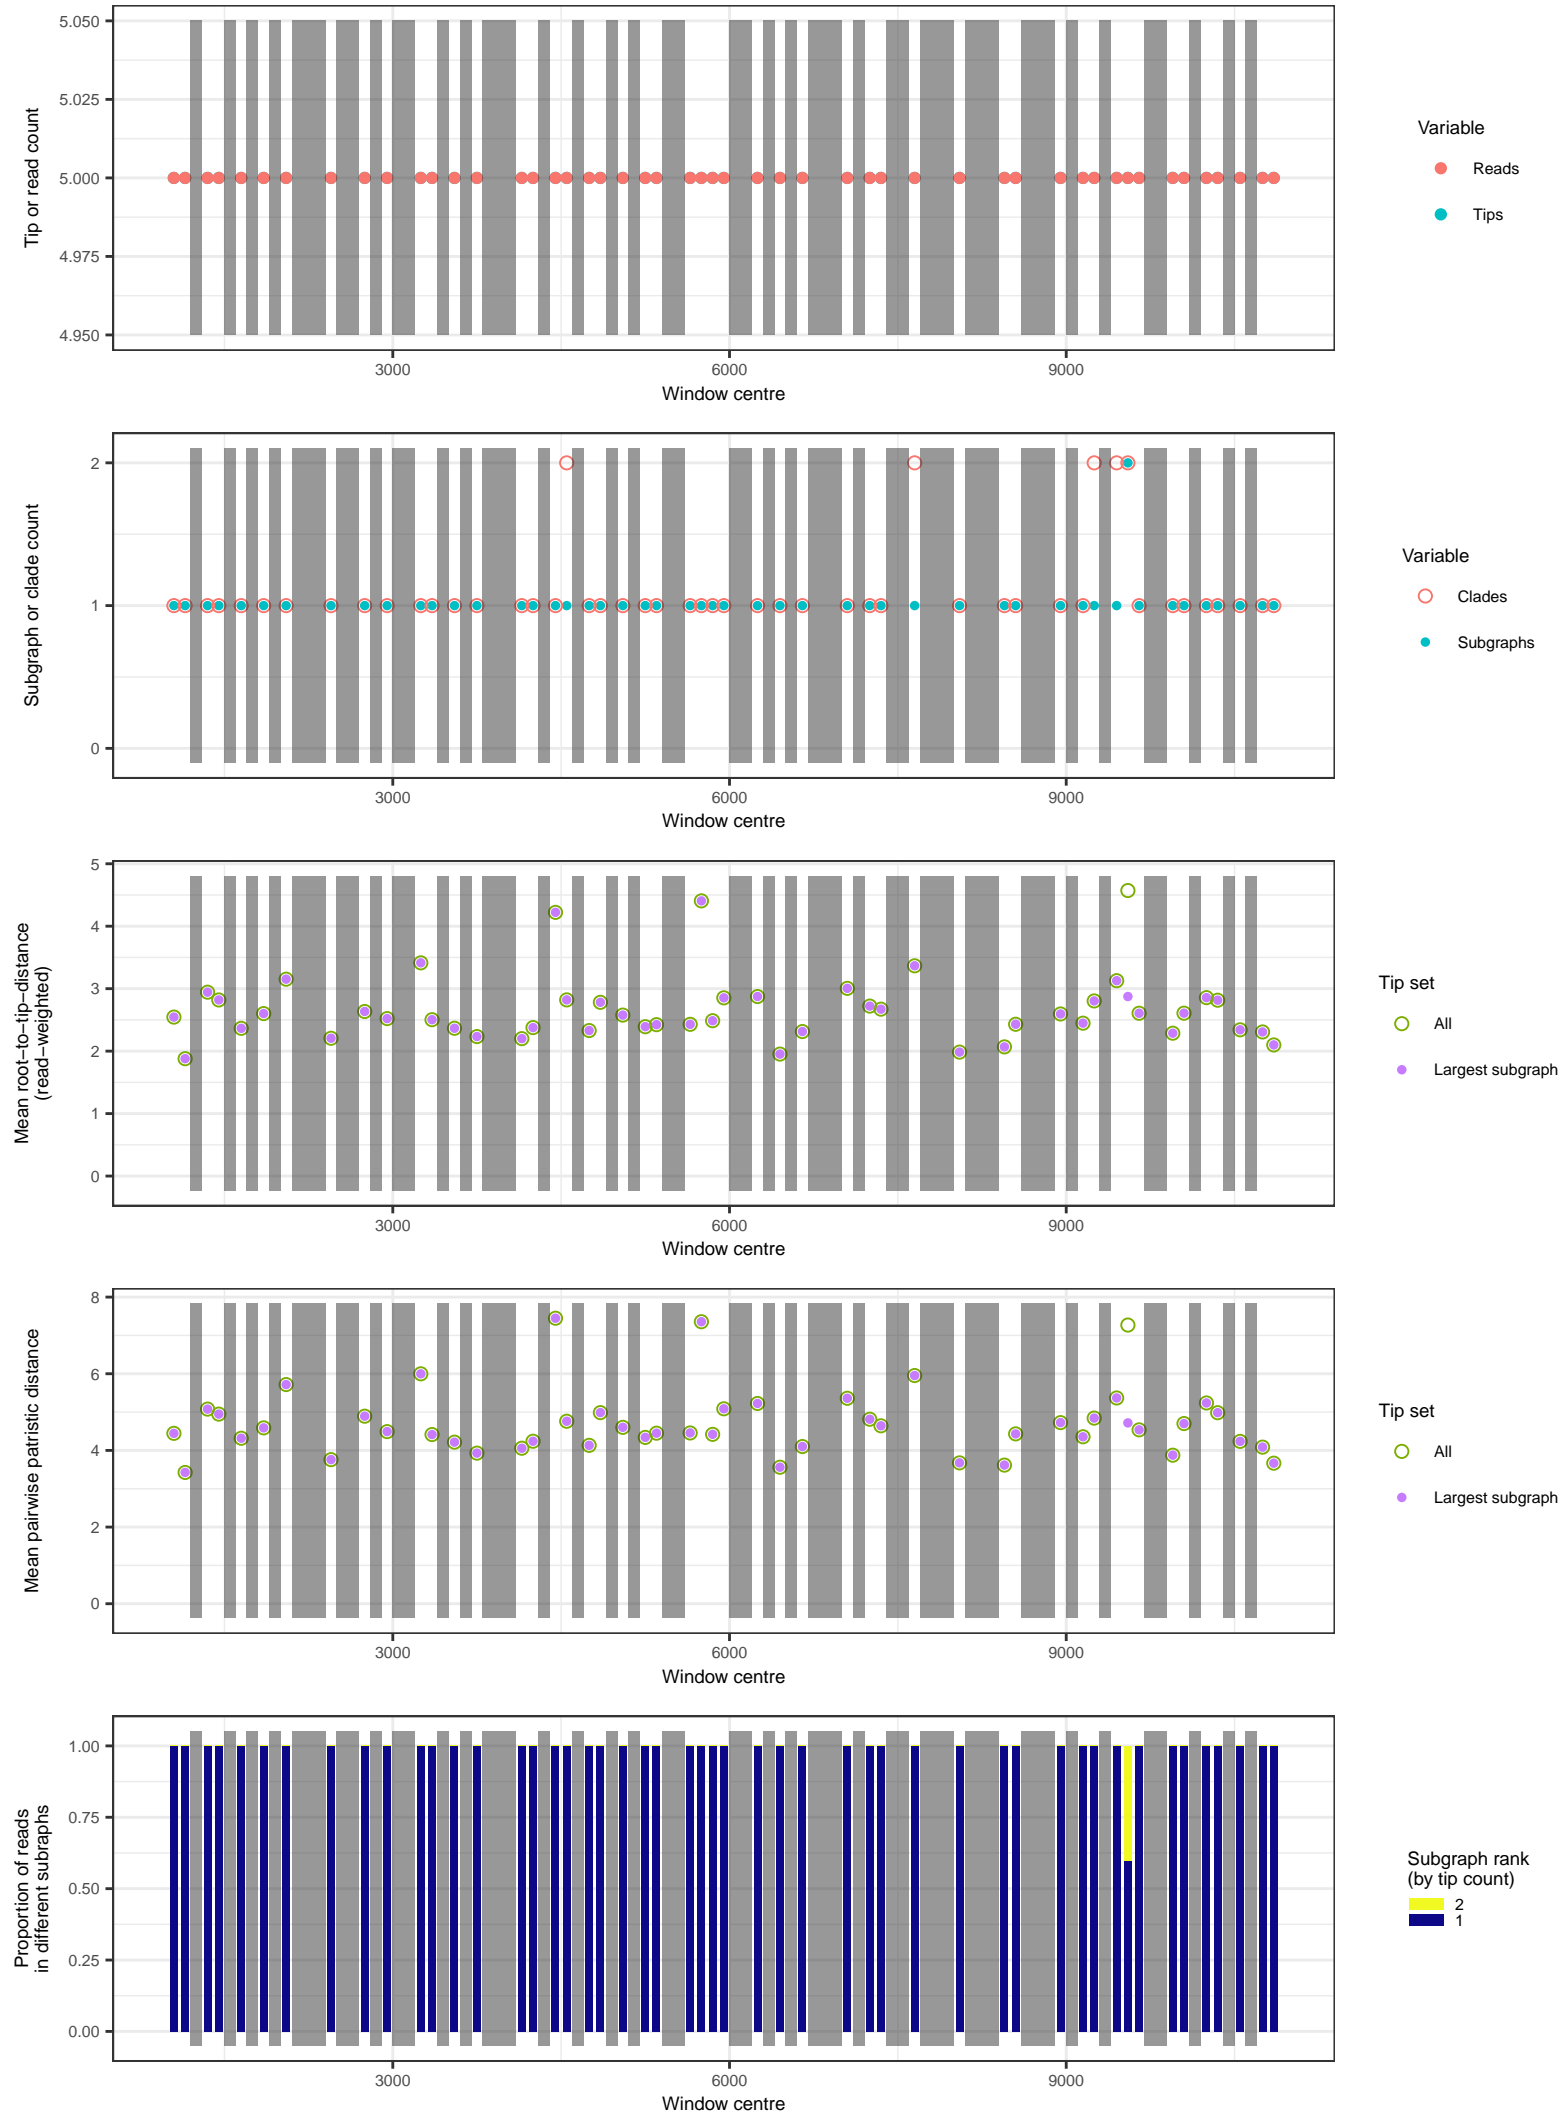 5.050
5.025
5.000
4.975
4.950
Tip or read count
3000
6000
9000
Window centre
Variable
Reads
Tips
2
1
0
Subgraph or clade count
3000
6000
9000
Window centre
Variable
Clades
Subgraphs
5
4
3
2
1
0
Mean root−to−tip−distance
(read−weighted)
3000
6000
9000
Window centre
Tip set
All
Largest subgraph
8
6
4
2
0
Mean pairwise patristic distance
3000
6000
9000
Window centre
Tip set
All
Largest subgraph
1.00
0.75
0.50
0.25
0.00
Proportion of reads
in different subraphs
3000
6000
9000
Window centre
Subgraph rank
(by tip count)
2
1